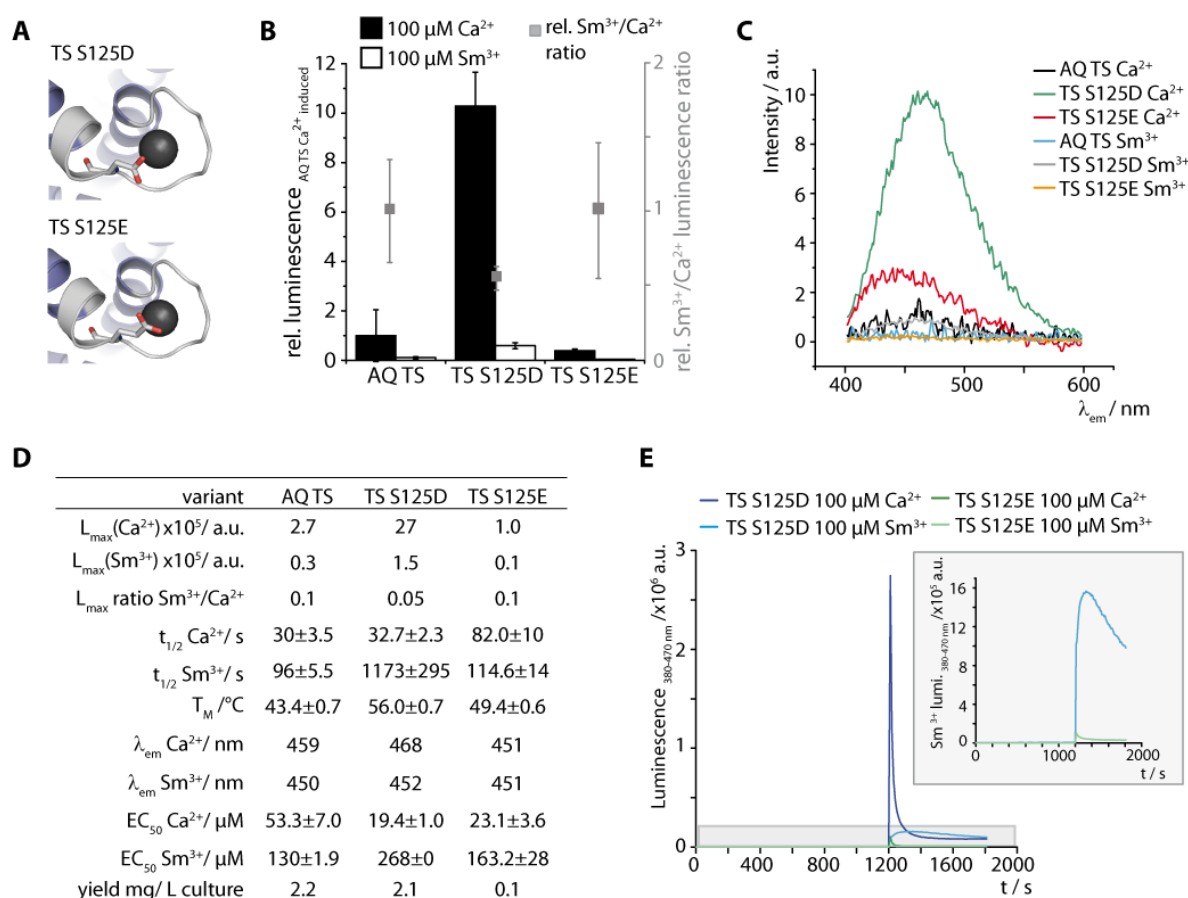 A
TS S125D
TS S125E
B
100 µM Ca²⁺
100 µM Sm³⁺
rel. Sm³⁺/Ca²⁺
ratio
rel. luminescence AQ TS Ca²⁺ induced
14
12
10
8
6
4
2
0
AQ TS
TS S125D
TS S125E
2
1
0
rel. Sm³⁺/Ca²⁺ luminescence ratio
C
Intensity / a.u.
10
8
6
4
2
0
400
500
600
λem / nm
AQ TS Ca²⁺
TS S125D Ca²⁺
TS S125E Ca²⁺
AQ TS Sm³⁺
TS S125D Sm³⁺
TS S125E Sm³⁺
D
variant AQ TS TS S125D TS S125E
Lmax(Ca²⁺) x10⁵/ a.u. 2.7 27 1.0
Lmax(Sm³⁺) x10⁵/ a.u. 0.3 1.5 0.1
Lmax ratio Sm³⁺/Ca²⁺ 0.1 0.05 0.1
t1/2 Ca²⁺/ s 30±3.5 32.7±2.3 82.0±10
t1/2 Sm³⁺/ s 96±5.5 1173±295 114.6±14
TM /°C 43.4±0.7 56.0±0.7 49.4±0.6
λem Ca²⁺/ nm 459 468 451
λem Sm³⁺/ nm 450 452 451
EC50 Ca²⁺/ µM 53.3±7.0 19.4±1.0 23.1±3.6
EC50 Sm³⁺/ µM 130±1.9 268±0 163.2±28
yield mg/ L culture 2.2 2.1 0.1
E
TS S125D 100 µM Ca²⁺
TS S125E 100 µM Ca²⁺
TS S125D 100 µM Sm³⁺
TS S125E 100 µM Sm³⁺
Luminescence 380-470 nm /x10⁶ a.u.
3
2
1
0
0
400
800
1200
1600
2000
t / s
Sm³⁺ lumi. 380-470 nm /x10⁵ a.u.
16
12
8
4
0
0
1000
2000
t / s